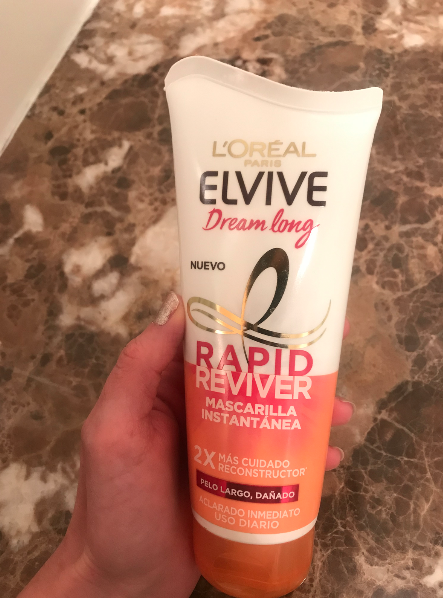 L'ORÉAL
PARIS
ELVIVE
Dream long
NUEVO
RAPID
REVIVER
MASCARILLA
INSTANTÁNEA
2X MÁS CUIDADO
RECONSTRUCTOR
PELO LARGO, DAÑADO
ACLARADO INMEDIATO
USO DIARIO